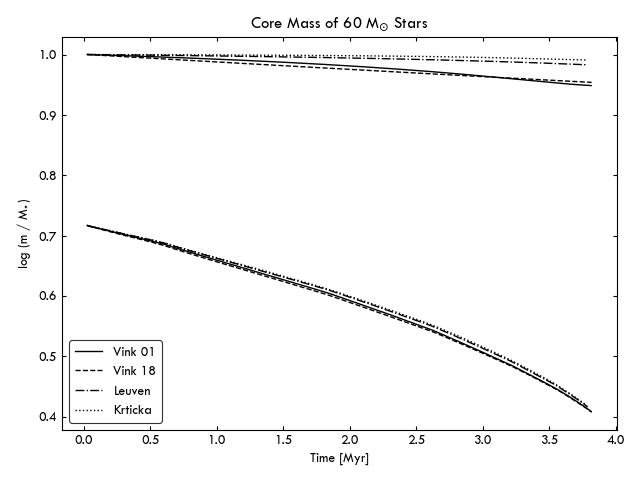 Core Mass of 60 M☉ Stars
log (m / M⋆)
1.0
0.9
0.8
0.7
0.6
0.5
0.4
Vink 01
Vink 18
Leuven
Krticka
0.0 0.5 1.0 1.5 2.0 2.5 3.0 3.5 4.0
Time [Myr]